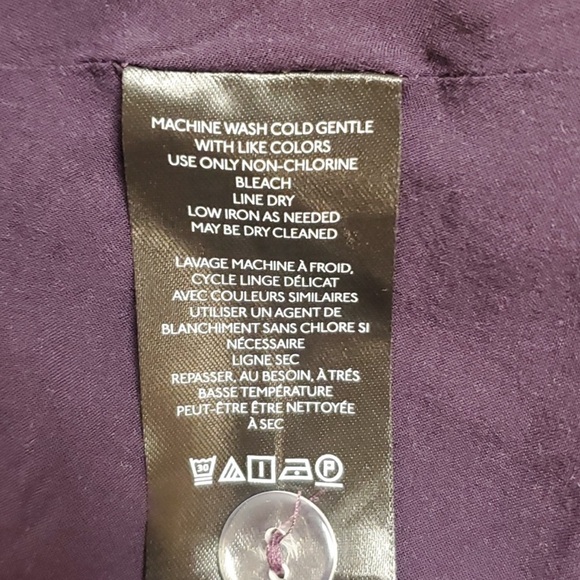 MACHINE WASH COLD GENTLE
WITH LIKE COLORS
USE ONLY NON-CHLORINE
BLEACH
LINE DRY
LOW IRON AS NEEDED
MAY BE DRY CLEANED
LAVAGE MACHINE À FROID,
CYCLE LINGE DÉLICAT
AVEC COULEURS SIMILAIRES
UTILISER UN AGENT DE
BLANCHIMENT SANS CHLORE SI
NÉCESSAIRE
LIGNE SEC
REPASSER, AU BESOIN, À TRÉS
BASSE TEMPÉRATURE
PEUT-ÊTRE ÊTRE NETTOYÉE
À SEC
30 P